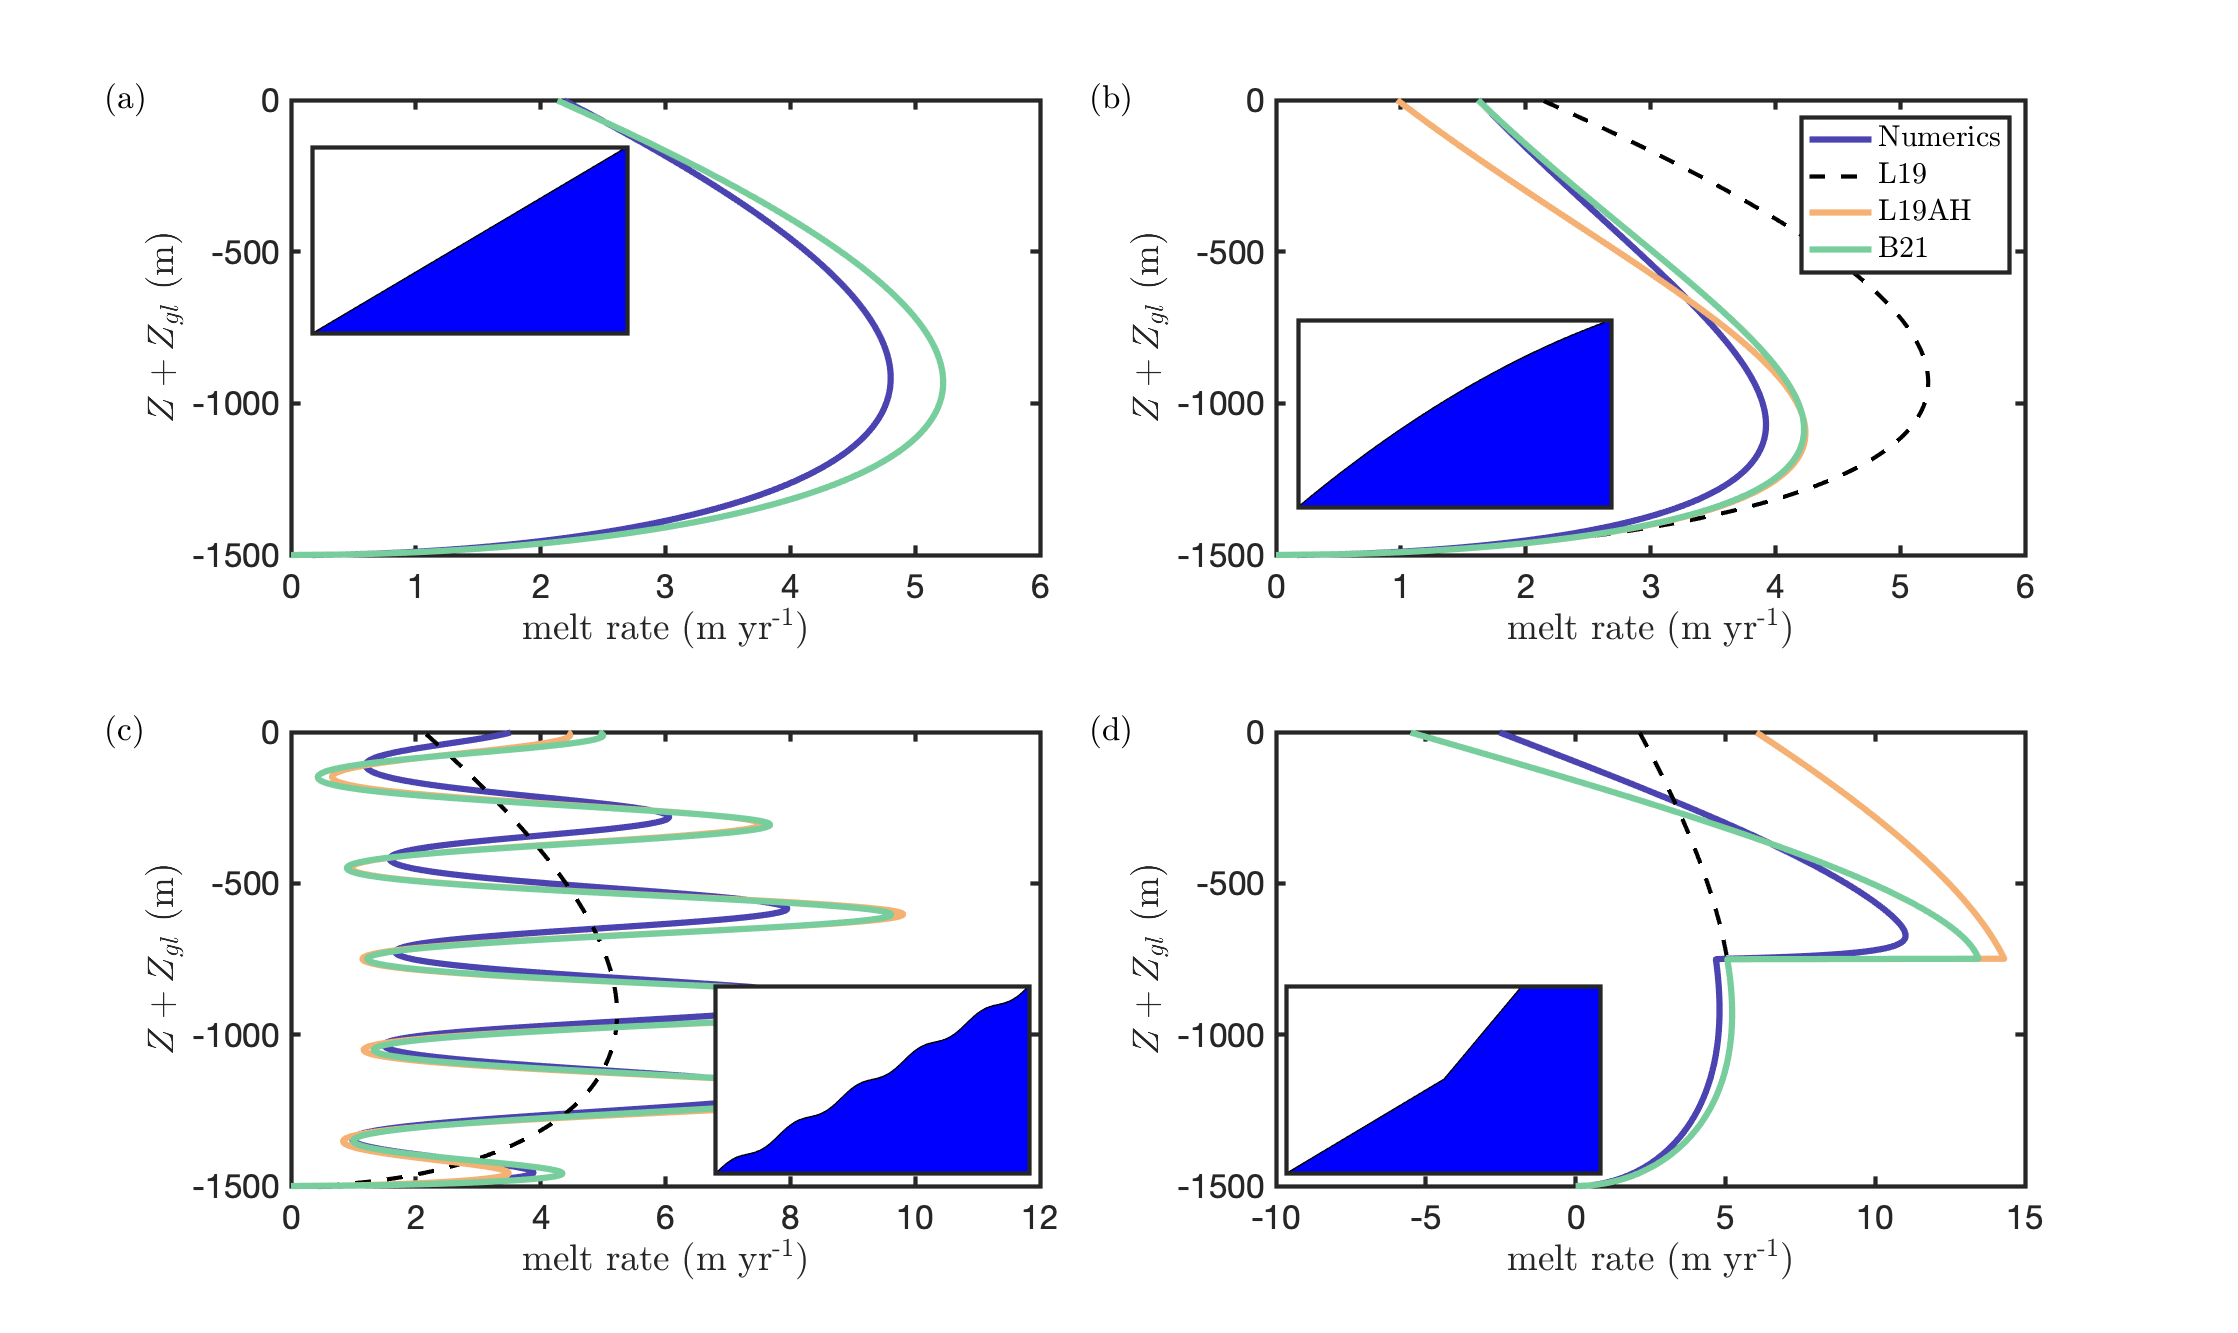 (a)
0
-500
-1000
-1500
Z + Z_gl (m)
0 1 2 3 4 5 6
melt rate (m yr^-1)
(b)
0
-500
-1000
-1500
Z + Z_gl (m)
Numerics
L19
L19AH
B21
0 1 2 3 4 5 6
melt rate (m yr^-1)
(c)
0
-500
-1000
-1500
Z + Z_gl (m)
0 2 4 6 8 10 12
melt rate (m yr^-1)
(d)
0
-500
-1000
-1500
Z + Z_gl (m)
-10 -5 0 5 10 15
melt rate (m yr^-1)